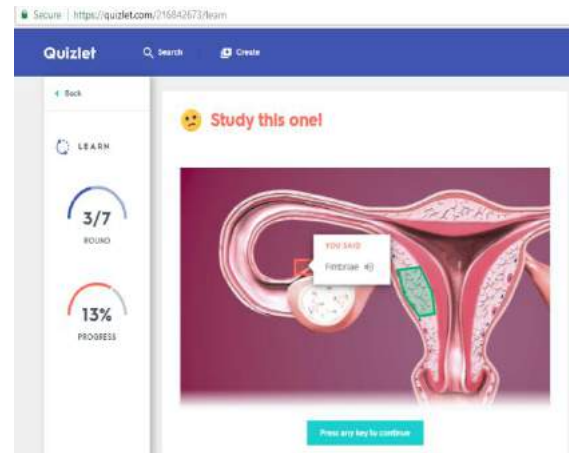 Secure | https://quizlet.com/216842673/learn
Quizlet
Search
Create
Back
LEARN
3/7
ROUND
13%
PROGRESS
Study this one!
YOU SAID
Fimbriae
Press any key to continue